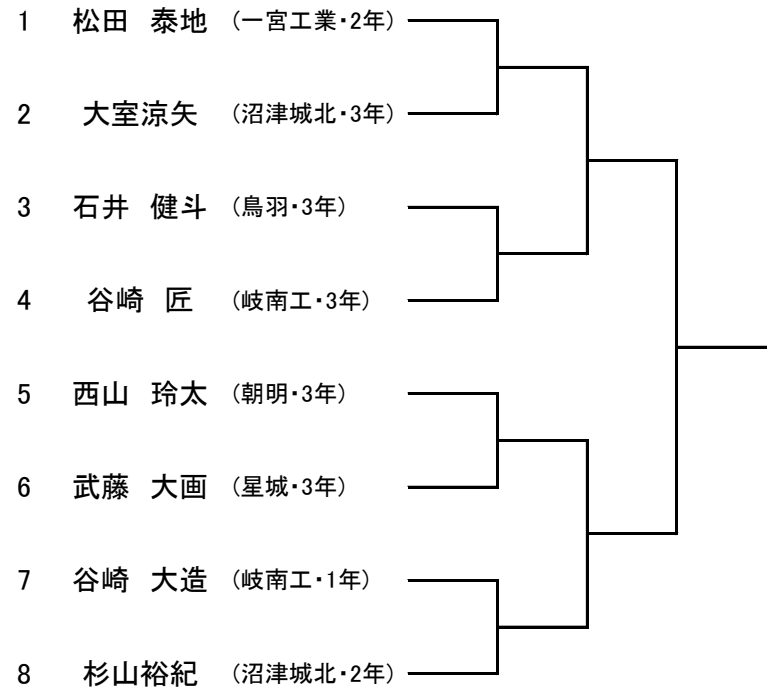 1 松田 泰地 （一宮工業・2年）
2 大室涼矢 （沼津城北・3年）
3 石井 健斗 （鳥羽・3年）
4 谷崎 匠 （岐南工・3年）
5 西山 玲太 （朝明・3年）
6 武藤 大画 （星城・3年）
7 谷崎 大造 （岐南工・1年）
8 杉山裕紀 （沼津城北・2年）